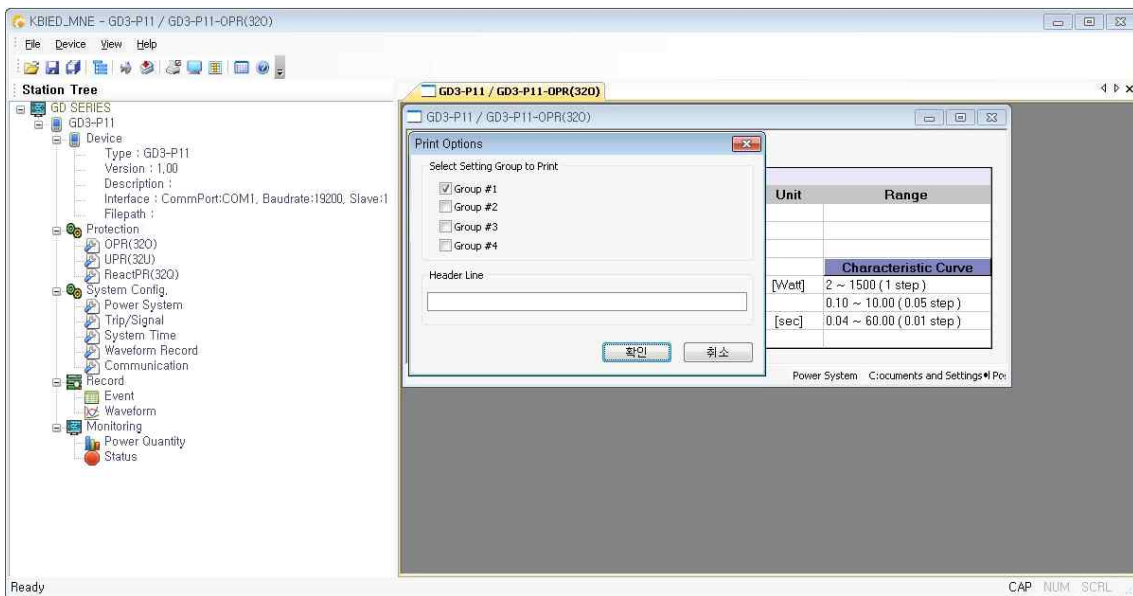 KBIED_MNE - GD3-P11 / GD3-P11-OPR(32O)
File Device View Help
Station Tree
GD SERIES
GD3-P11
Device
Type : GD3-P11
Version : 1.00
Description :
Interface : CommPort:COM1, Baudrate:19200, Slave:1
Filepath :
Protection
OPR(32O)
UPR(32U)
ReactPR(32Q)
System Config.
Power System
Trip/Signal
System Time
Waveform Record
Communication
Record
Event
Waveform
Monitoring
Power Quantity
Status
GD3-P11 / GD3-P11-OPR(32O)
GD3-P11 / GD3-P11-OPR(32O)
Print Options
Select Setting Group to Print
Group #1
Group #2
Group #3
Group #4
Header Line
확인 취소
Unit Range
Characteristic Curve
[Watt] 2 ~ 1500 ( 1 step )
0.10 ~ 10.00 ( 0.05 step )
[sec] 0.04 ~ 60.00 ( 0.01 step )
Power System C:ocuments and Settings Po
Ready CAP NUM SCRL